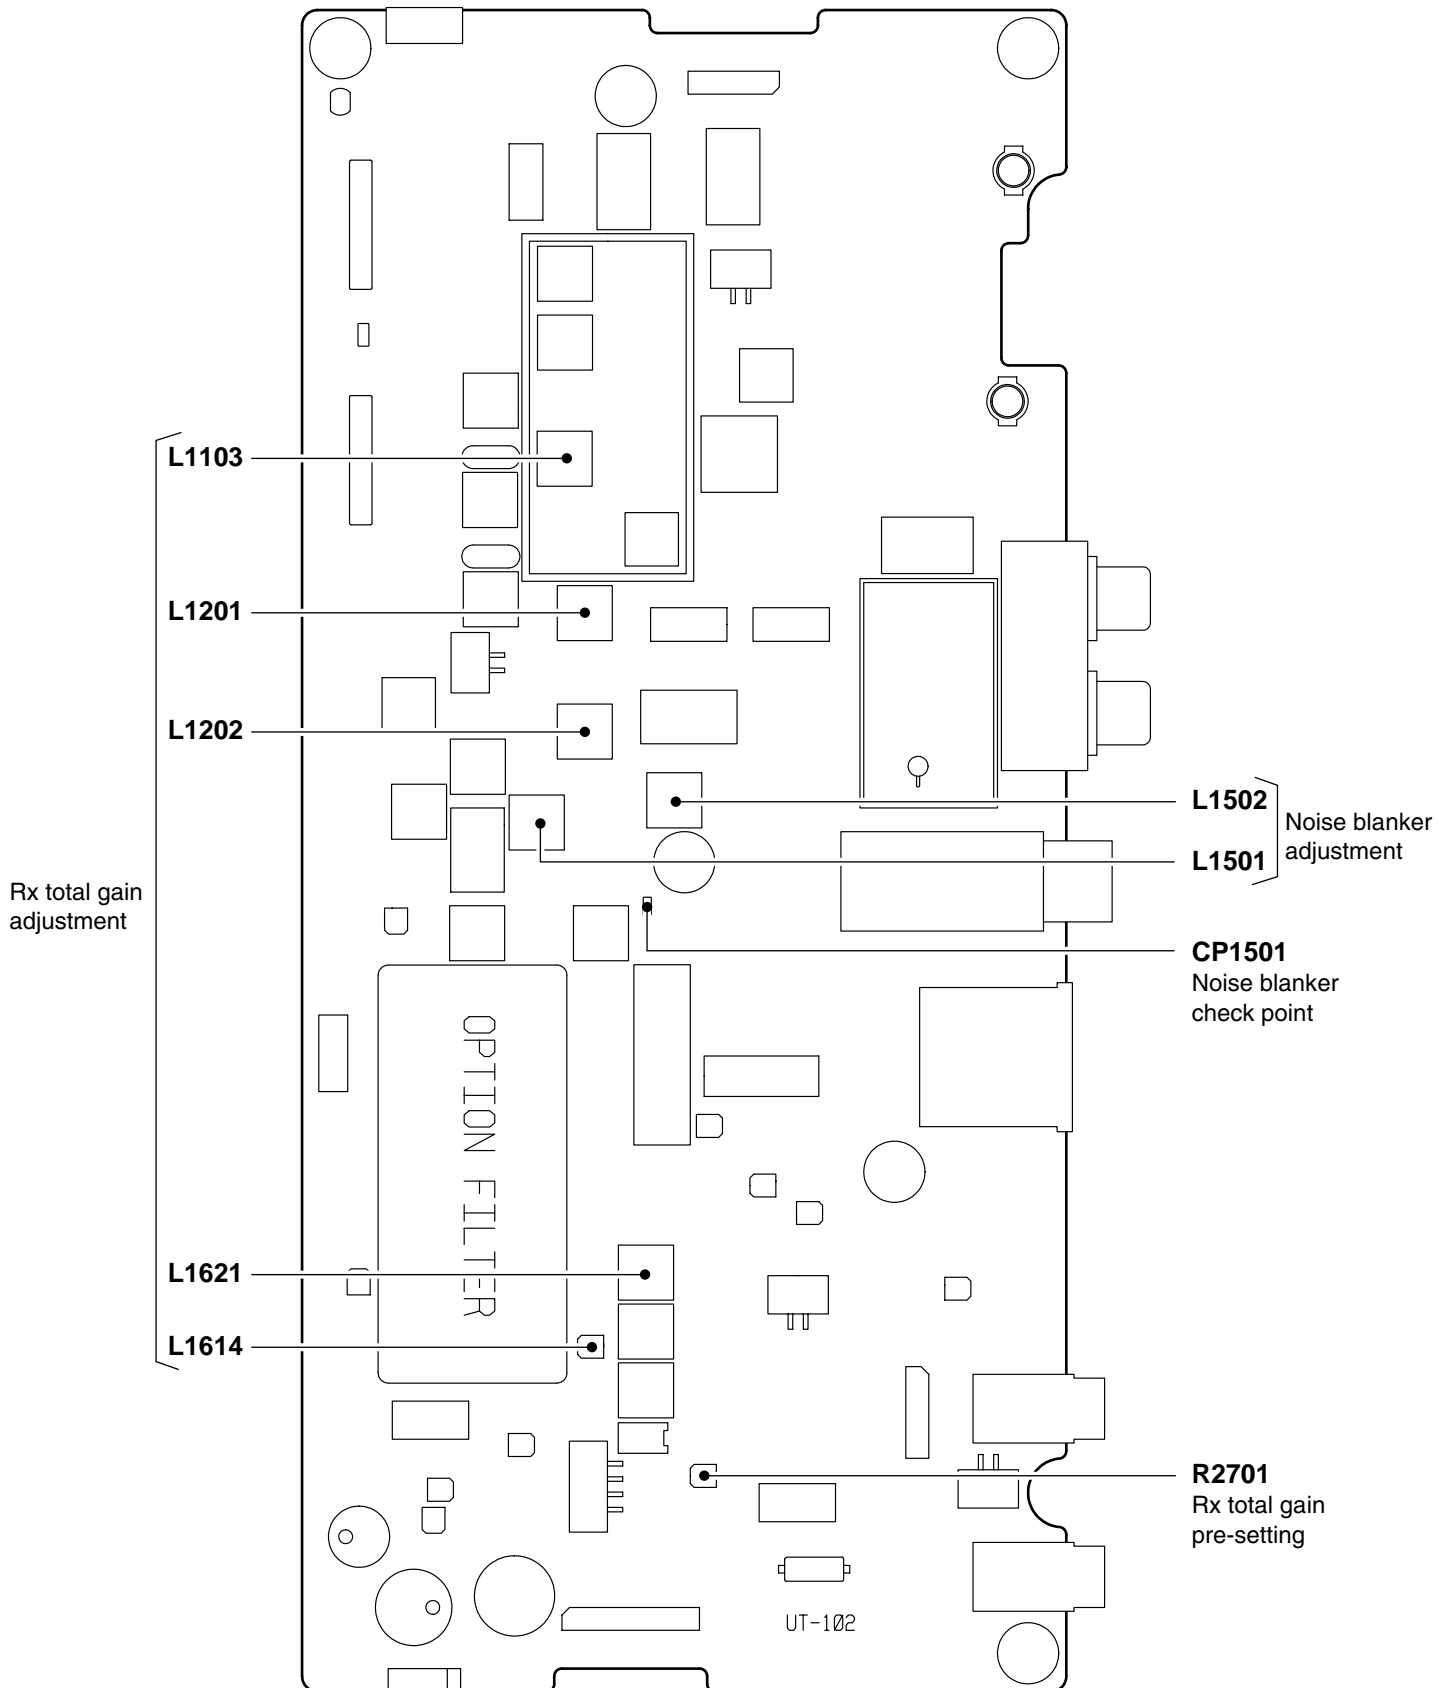 L1103
L1201
L1202
Rx total gain
adjustment
L1621
L1614
L1502
L1501
Noise blanker
adjustment
CP1501
Noise blanker
check point
OPTION FILTER
R2701
Rx total gain
pre-setting
UT-102